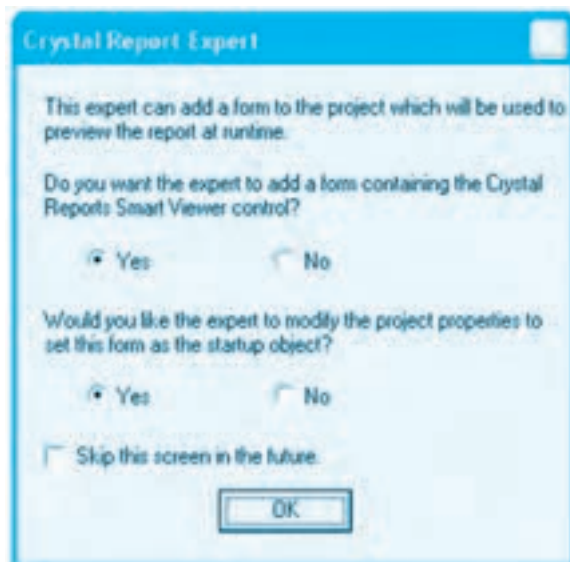 Crystal Report Expert
This expert can add a form to the project which will be used to
preview the report at runtime.
Do you want the expert to add a form containing the Crystal
Reports Smart Viewer control?
Yes No
Would you like the expert to modify the project properties to
set this form as the startup object?
Yes No
Skip this screen in the future.
OK